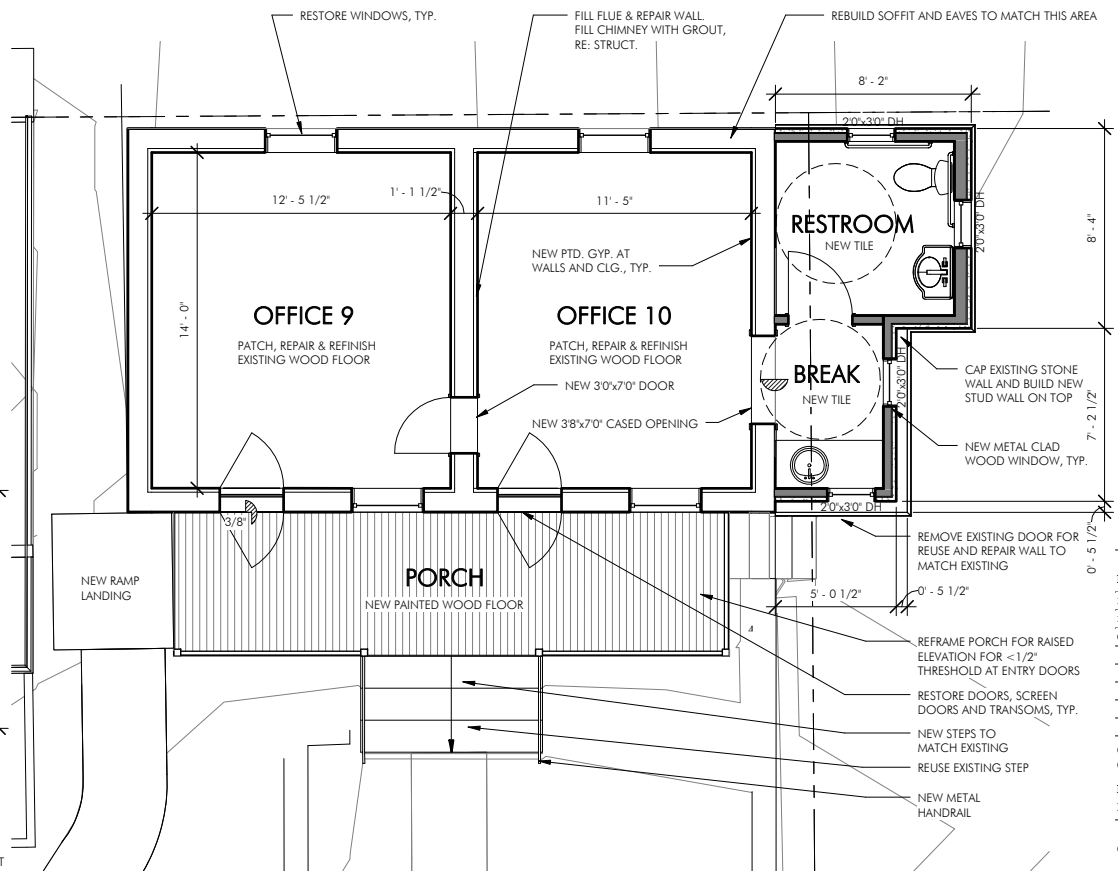 RESTORE WINDOWS, TYP.
FILL FLUE & REPAIR WALL.
FILL CHIMNEY WITH GROUT,
RE: STRUCT.
REBUILD SOFFIT AND EAVES TO MATCH THIS AREA
8' - 2"
2'0"x3'0" DH
12' - 5 1/2"
1' - 1 1/2"
11' - 5"
14' - 0"
8' - 4"
2'0"x3'0" DH
RESTROOM
NEW TILE
NEW PTD. GYP. AT
WALLS AND CLG., TYP.
OFFICE 9
PATCH, REPAIR & REFINISH
EXISTING WOOD FLOOR
OFFICE 10
PATCH, REPAIR & REFINISH
EXISTING WOOD FLOOR
BREAK
NEW TILE
2'0"x3'0" DH
CAP EXISTING STONE
WALL AND BUILD NEW
STUD WALL ON TOP
7' - 2 1/2"
NEW 3'0"x7'0" DOOR
NEW 3'8"x7'0" CASED OPENING
NEW METAL CLAD
WOOD WINDOW, TYP.
2'0"x3'0" DH
3/8"
REMOVE EXISTING DOOR FOR
REUSE AND REPAIR WALL TO
MATCH EXISTING
0' - 5 1/2"
PORCH
NEW PAINTED WOOD FLOOR
NEW RAMP
LANDING
5' - 0 1/2"
0' - 5 1/2"
4
REFRAME PORCH FOR RAISED
ELEVATION FOR <1/2"
THRESHOLD AT ENTRY DOORS
RESTORE DOORS, SCREEN
DOORS AND TRANSOMS, TYP.
NEW STEPS TO
MATCH EXISTING
REUSE EXISTING STEP
NEW METAL
HANDRAIL
T